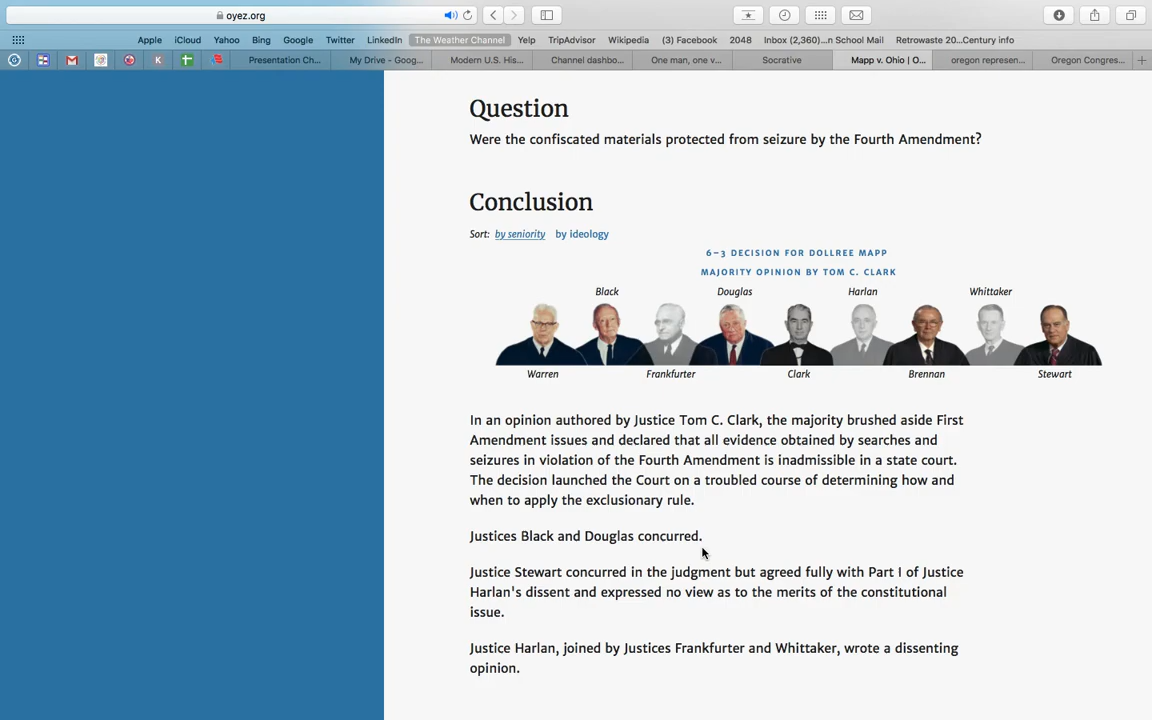 oyez.org
Apple iCloud Yahoo Bing Google Twitter LinkedIn The Weather Channel Yelp TripAdvisor Wikipedia (3) Facebook 2048 Inbox (2,360)...n School Mail Retrowaste 20...Century info
K Presentation Ch... My Drive - Goog... Modern U.S. His... Channel dashbo... One man, one v... Socrative Mapp v. Ohio | O... oregon represen... Oregon Congres...
Question
Were the confiscated materials protected from seizure by the Fourth Amendment?
Conclusion
Sort: by seniority by ideology
6–3 DECISION FOR DOLLREE MAPP
MAJORITY OPINION BY TOM C. CLARK
Black Douglas Harlan Whittaker
Warren Frankfurter Clark Brennan Stewart
In an opinion authored by Justice Tom C. Clark, the majority brushed aside First
Amendment issues and declared that all evidence obtained by searches and
seizures in violation of the Fourth Amendment is inadmissible in a state court.
The decision launched the Court on a troubled course of determining how and
when to apply the exclusionary rule.
Justices Black and Douglas concurred.
Justice Stewart concurred in the judgment but agreed fully with Part I of Justice
Harlan's dissent and expressed no view as to the merits of the constitutional
issue.
Justice Harlan, joined by Justices Frankfurter and Whittaker, wrote a dissenting
opinion.